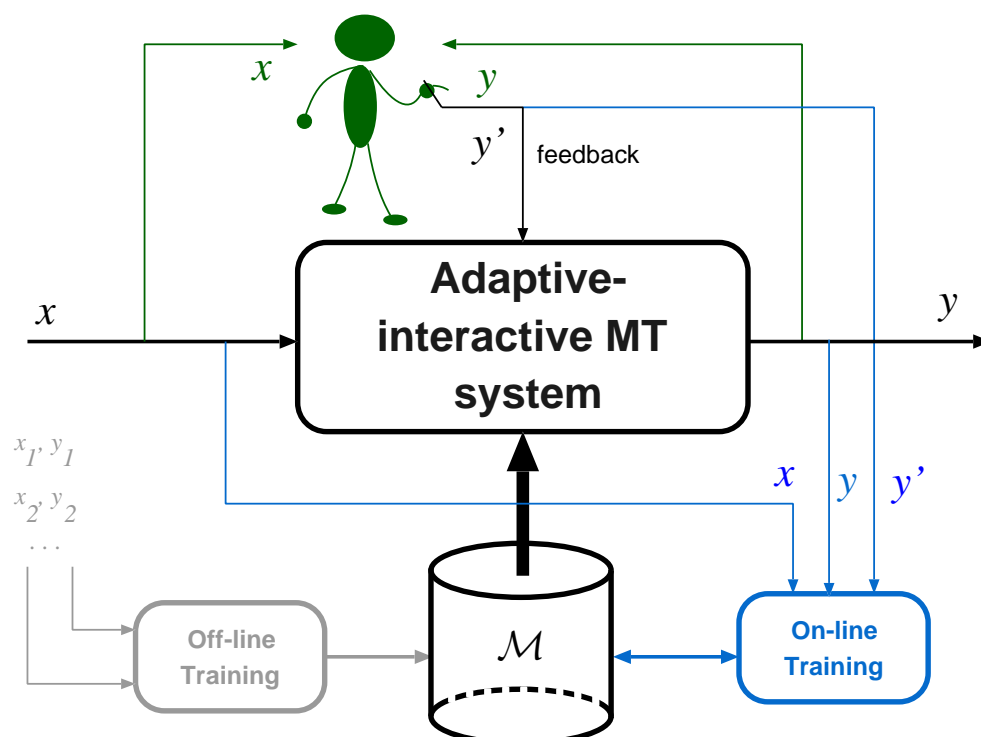 x
y
y’
feedback
Adaptive-
interactive MT
system
x
y
x1, y1
x2, y2
. . .
x
y
y’
Off-line
Training
M
On-line
Training